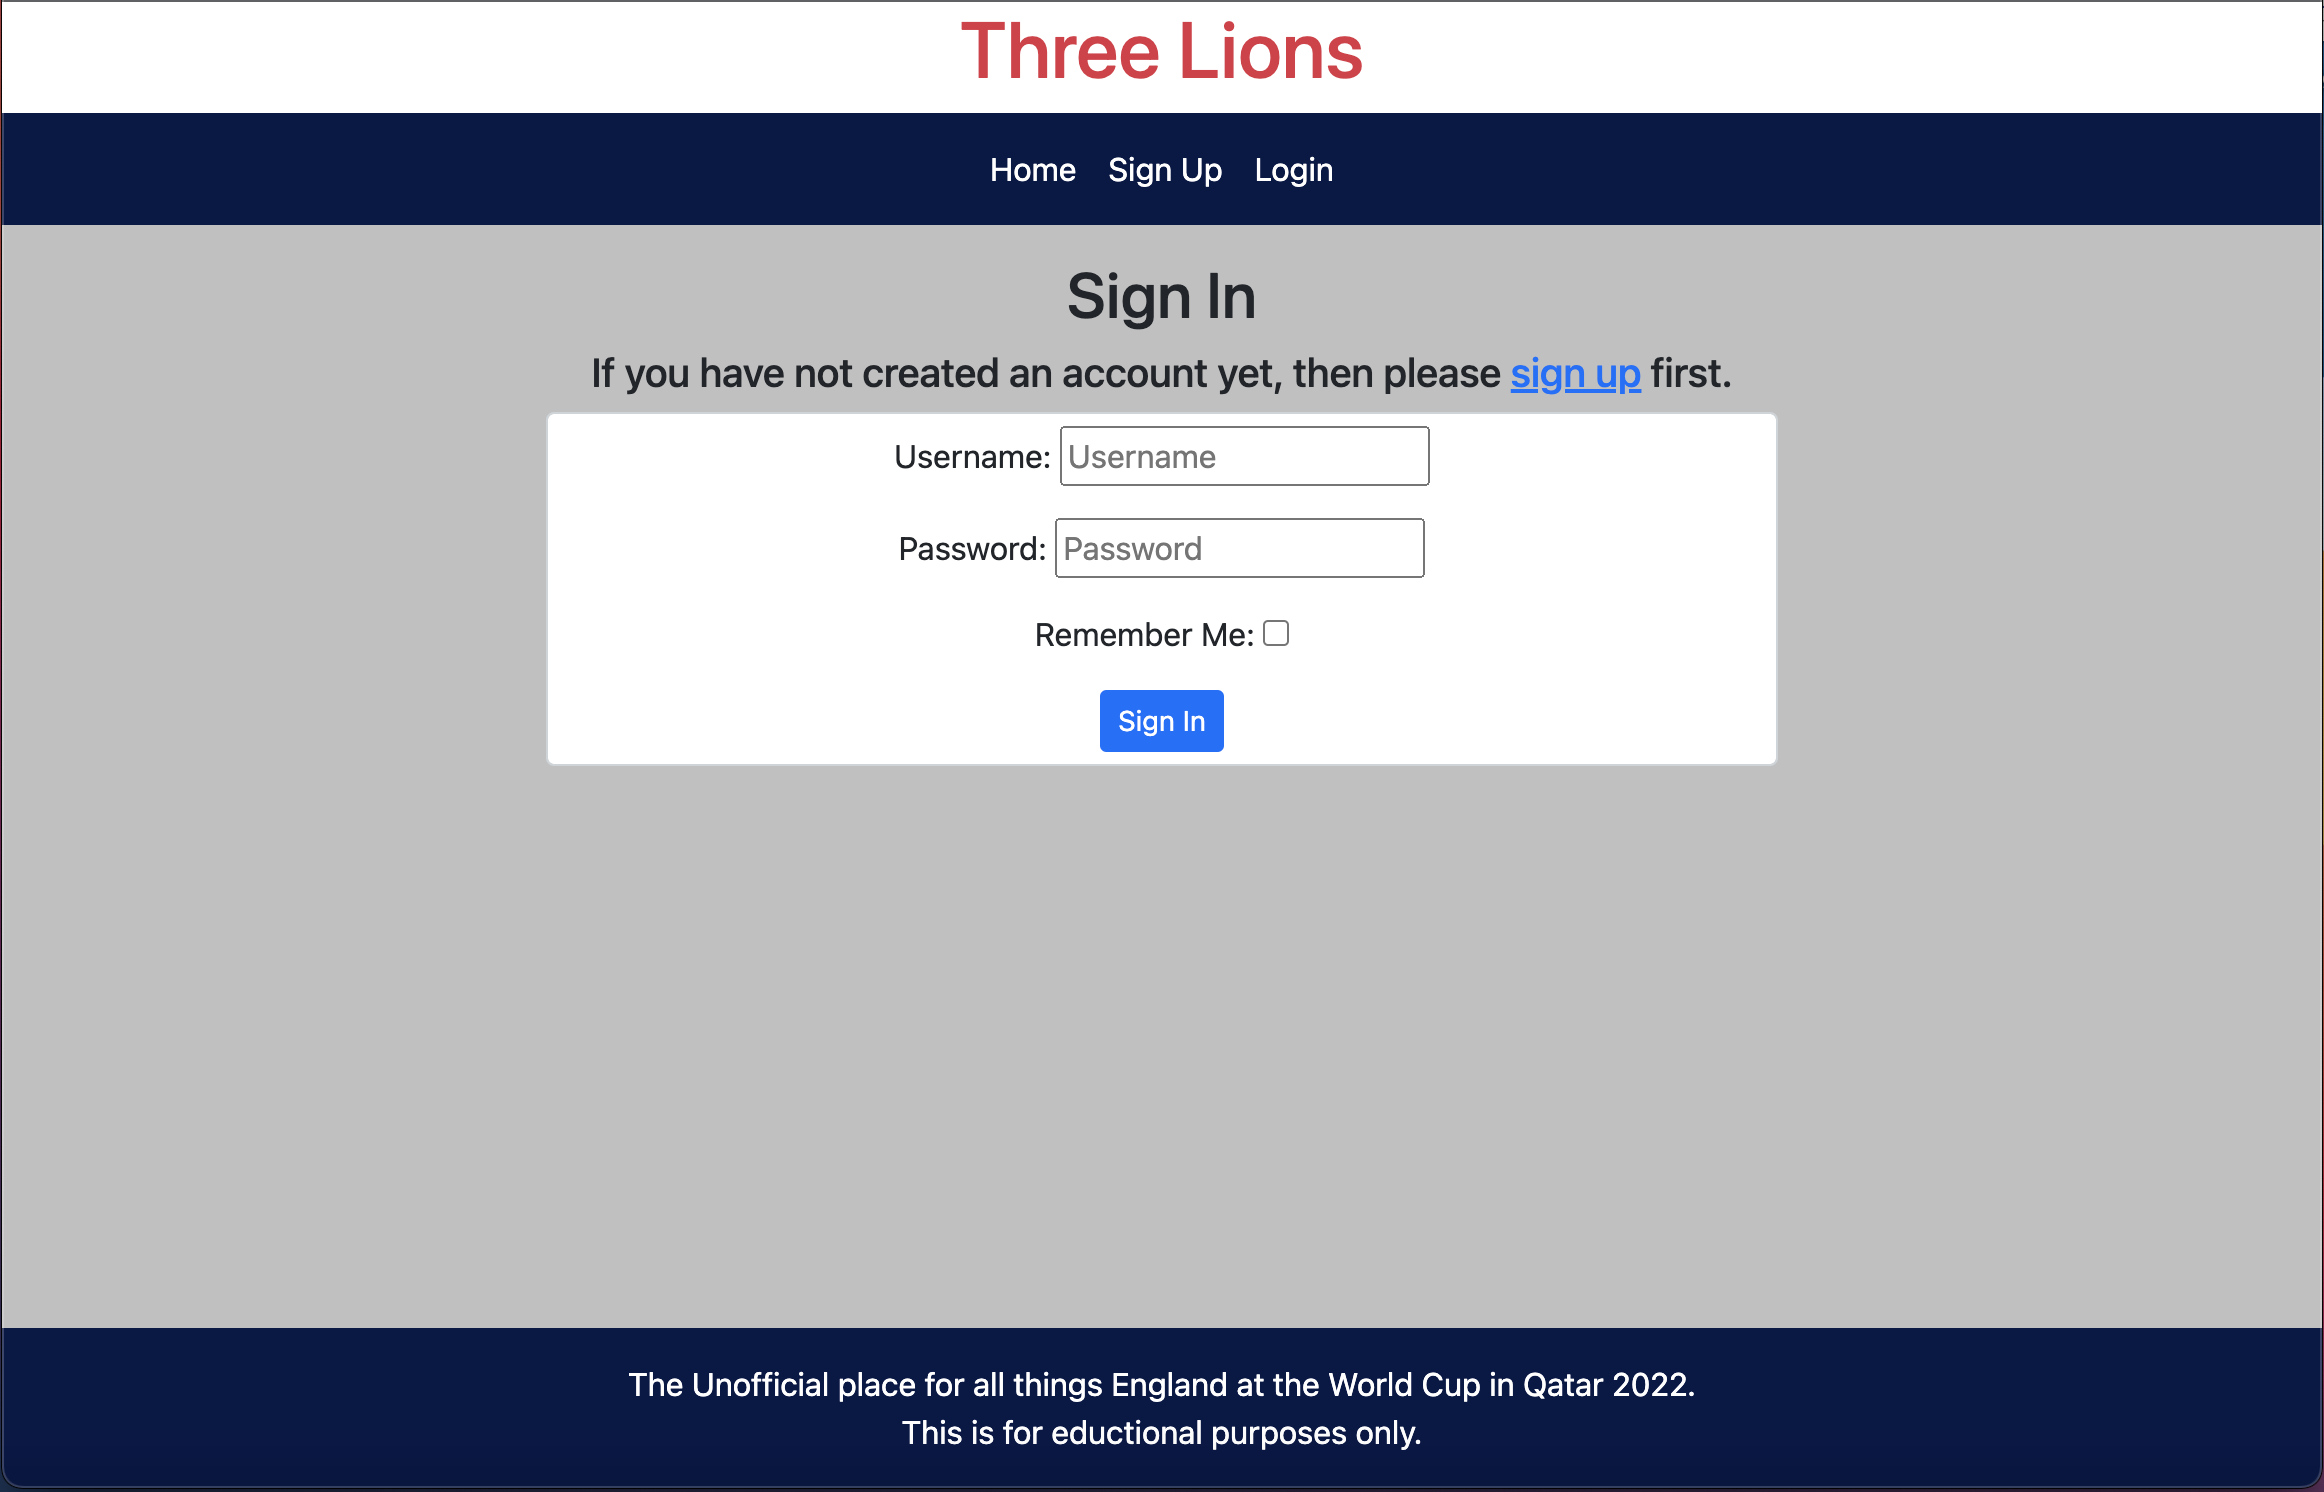 Three Lions
Home Sign Up Login
Sign In
If you have not created an account yet, then please sign up first.
Username: Username
Password: Password
Remember Me:
Sign In
The Unofficial place for all things England at the World Cup in Qatar 2022.
This is for eductional purposes only.